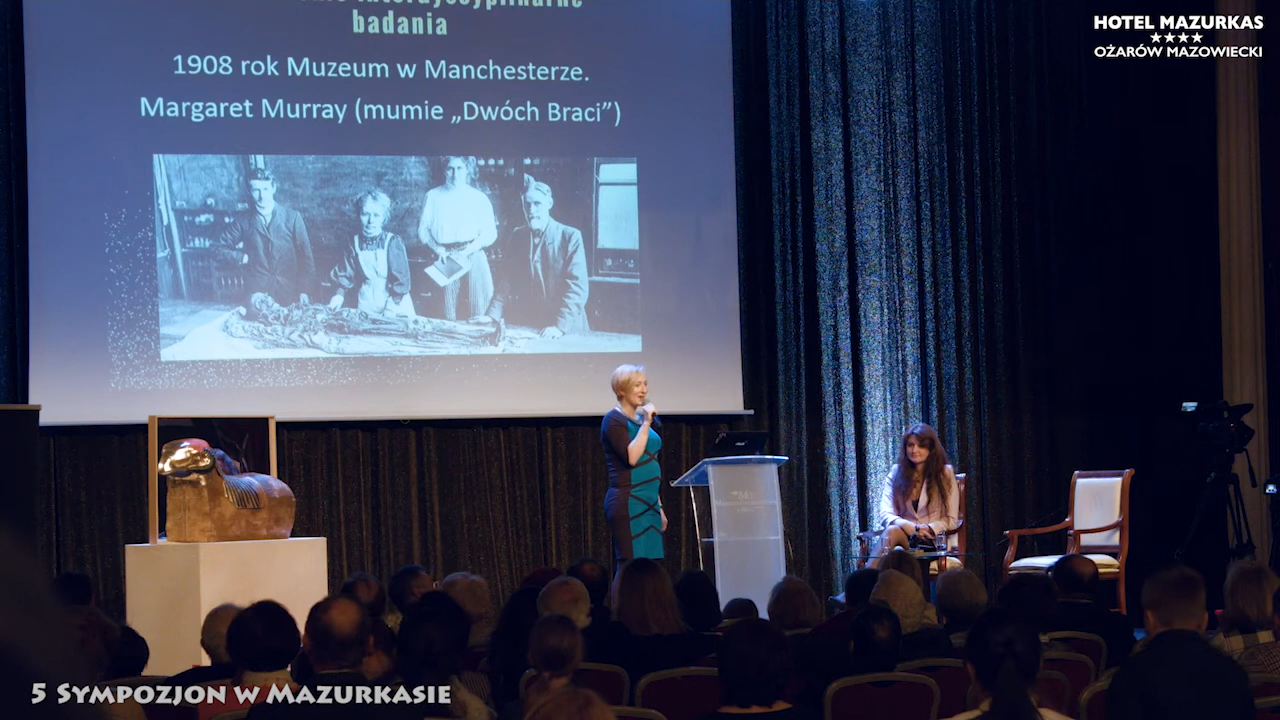 badania
1908 rok Muzeum w Manchesterze.
Margaret Murray (mumie „Dwóch Braci”)
HOTEL MAZURKAS
★★★★
OŻARÓW MAZOWIECKI
5 Sympozjon w Mazurkasie